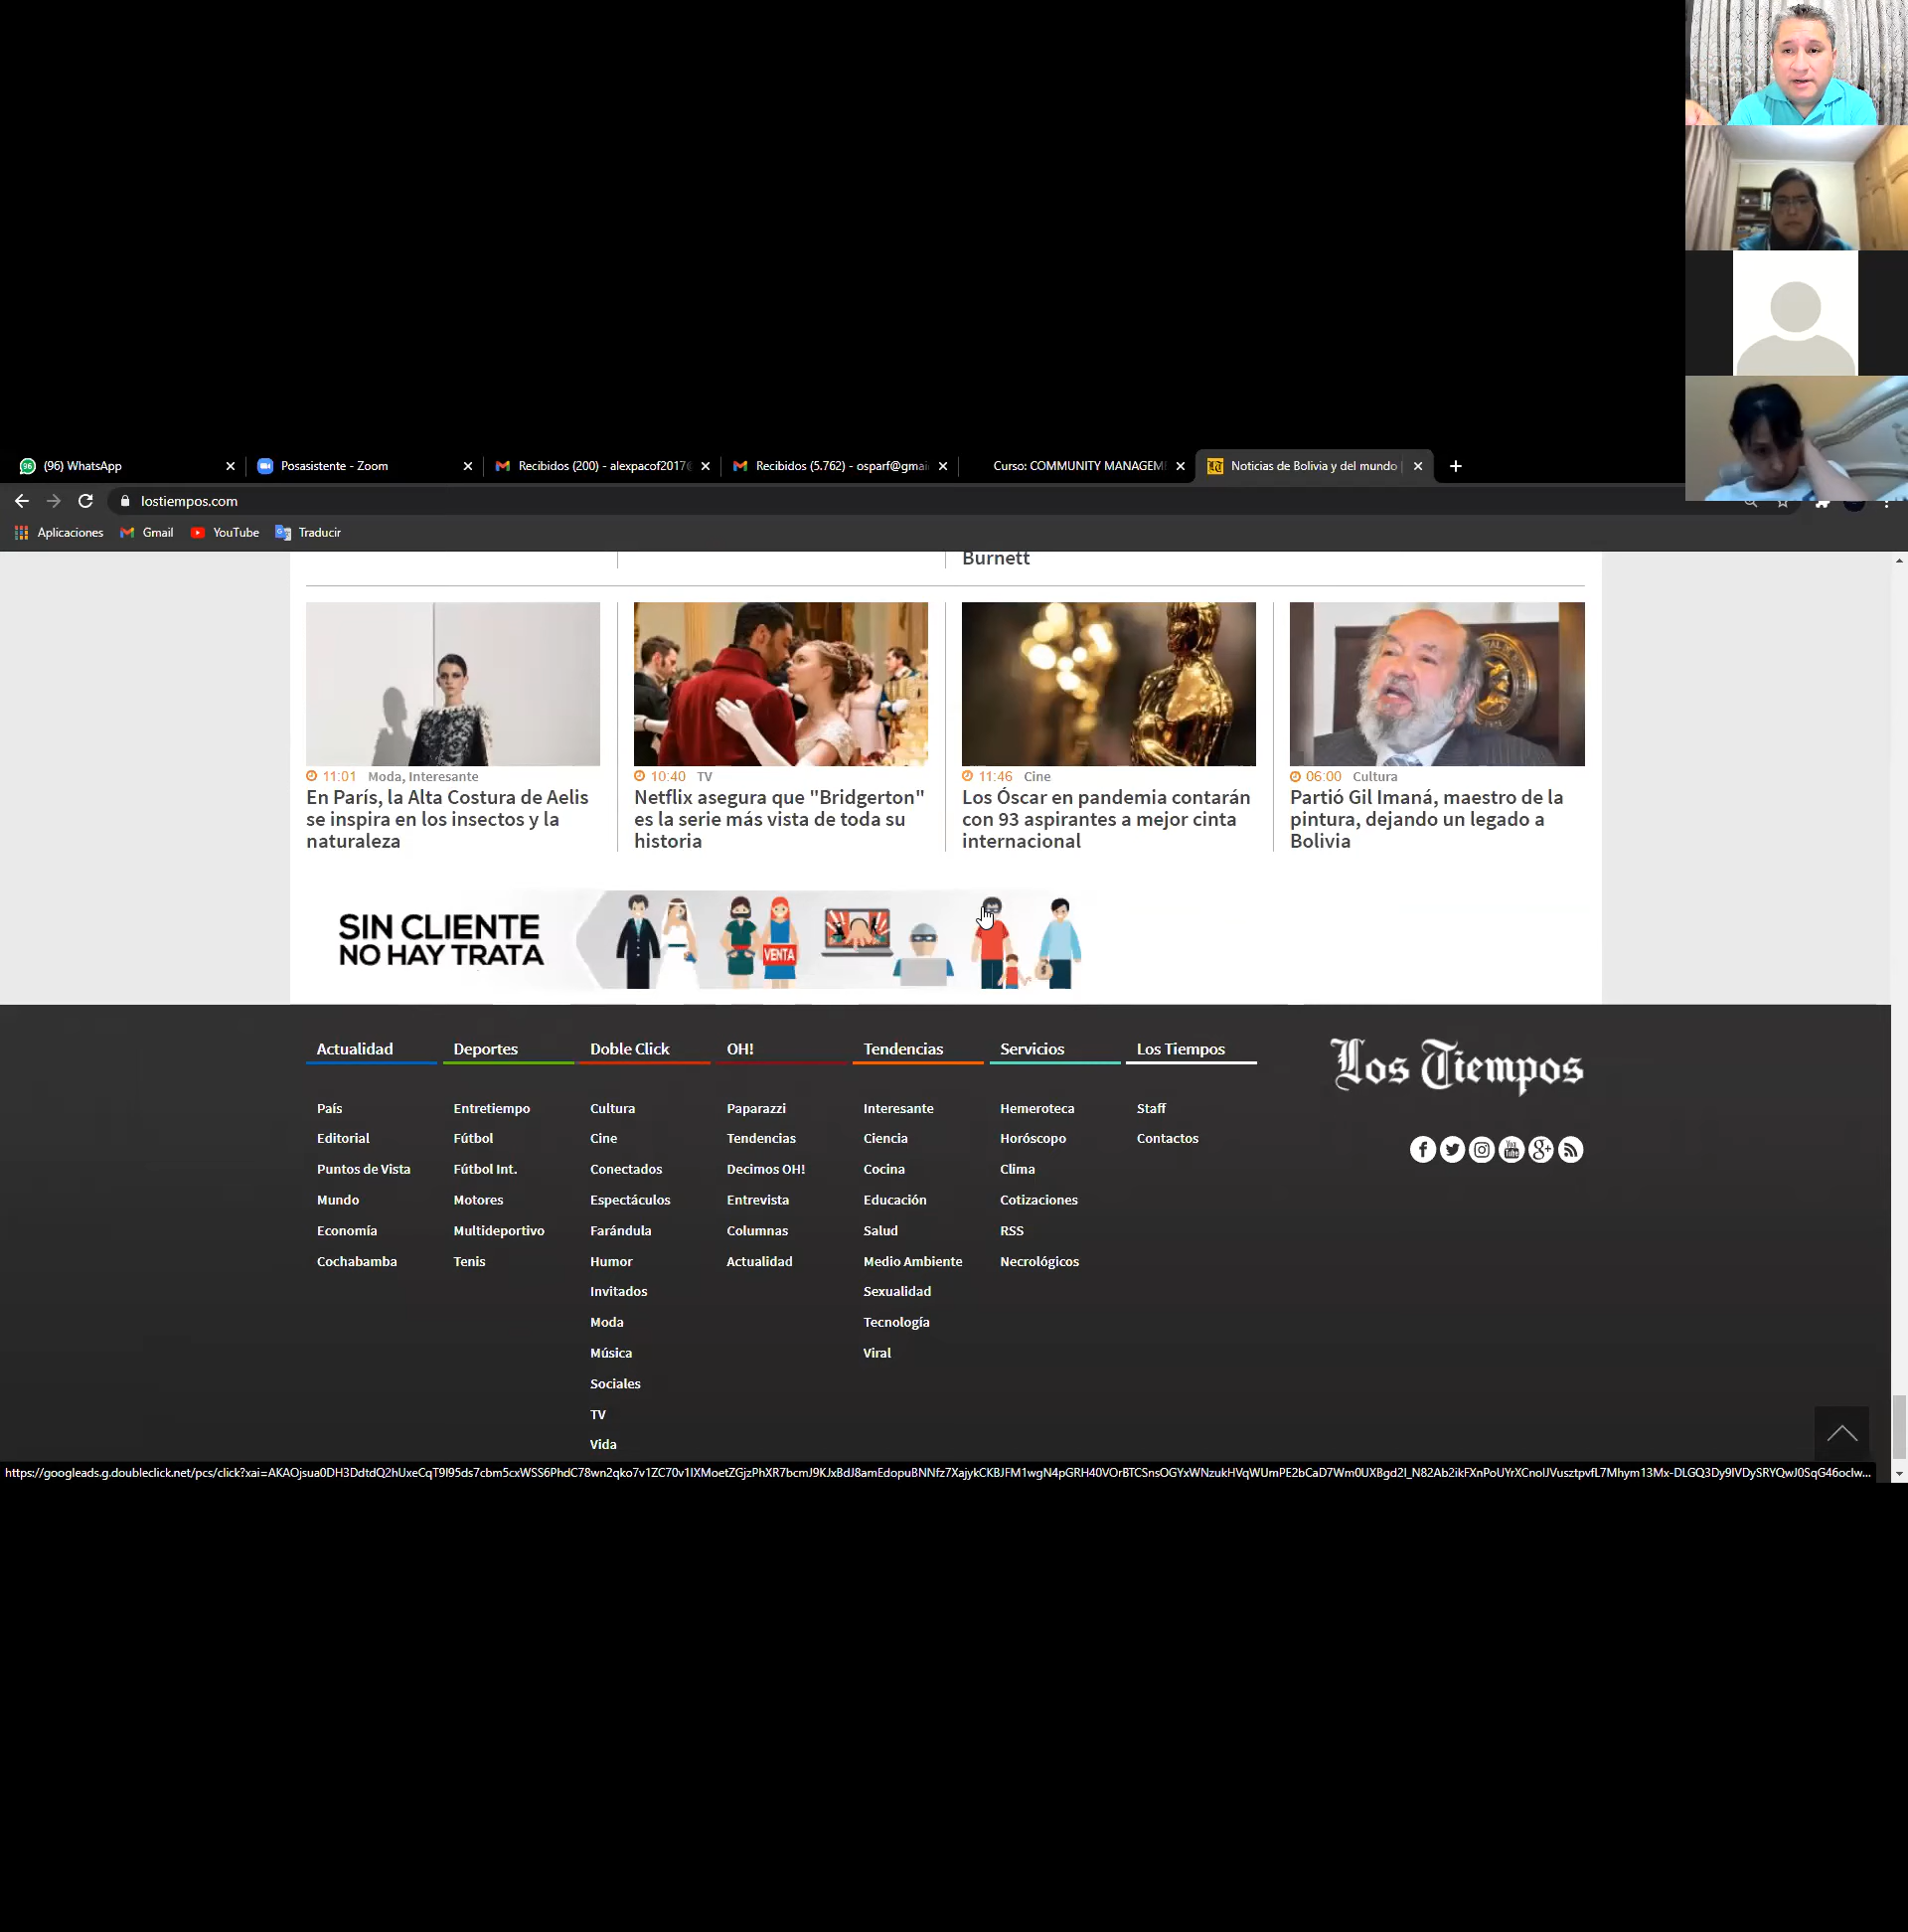 (96) WhatsApp
Posasistente - Zoom
Recibidos (200) - alexpacof2017@
Recibidos (5.762) - osparf@gmai
Curso: COMMUNITY MANAGEM
Noticias de Bolivia y del mundo |
lostiempos.com
Aplicaciones
Gmail
YouTube
Traducir
Burnett
11:01 Moda, Interesante
En París, la Alta Costura de Aelis
se inspira en los insectos y la
naturaleza
10:40 TV
Netflix asegura que "Bridgerton"
es la serie más vista de toda su
historia
11:46 Cine
Los Óscar en pandemia contarán
con 93 aspirantes a mejor cinta
internacional
06:00 Cultura
Partió Gil Imaná, maestro de la
pintura, dejando un legado a
Bolivia
SIN CLIENTE
NO HAY TRATA
VENTA
Actualidad
País
Editorial
Puntos de Vista
Mundo
Economía
Cochabamba
Deportes
Entretiempo
Fútbol
Fútbol Int.
Motores
Multideportivo
Tenis
Doble Click
Cultura
Cine
Conectados
Espectáculos
Farándula
Humor
Invitados
Moda
Música
Sociales
TV
Vida
OH!
Paparazzi
Tendencias
Decimos OH!
Entrevista
Columnas
Actualidad
Tendencias
Interesante
Ciencia
Cocina
Educación
Salud
Medio Ambiente
Sexualidad
Tecnología
Viral
Servicios
Hemeroteca
Horóscopo
Clima
Cotizaciones
RSS
Necrológicos
Los Tiempos
Staff
Contactos
Los Tiempos